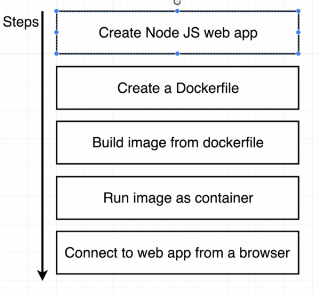 Steps
Create Node JS web app
Create a Dockerfile
Build image from dockerfile
Run image as container
Connect to web app from a browser